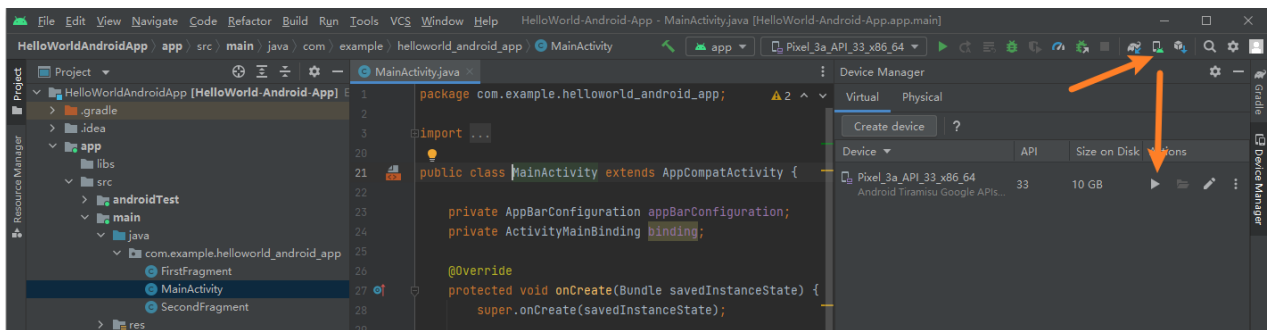 File Edit View Navigate Code Refactor Build Run Tools VCS Window Help HelloWorld-Android-App - MainActivity.java [HelloWorld-Android-App.app.main]
HelloWorldAndroidApp app src main java com example helloworld_android_app MainActivity app Pixel_3a_API_33_x86_64
Project
MainActivity.java
Device Manager
Project
HelloWorldAndroidApp [HelloWorld-Android-App]
.gradle
.idea
app
libs
src
androidTest
main
java
com.example.helloworld_android_app
FirstFragment
MainActivity
SecondFragment
res
Resource Manager
1 package com.example.helloworld_android_app; 2
2
3 import ...
20
21 public class MainActivity extends AppCompatActivity {
22
23 private AppBarConfiguration appBarConfiguration;
24 private ActivityMainBinding binding;
25
26 @Override
27 protected void onCreate(Bundle savedInstanceState) {
28 super.onCreate(savedInstanceState);
29
Virtual Physical
Create device ?
Device API Size on Disk
Pixel_3a_API_33_x86_64 33 10 GB
Android Tiramisu Google APIs...
Gradle
Device Manager